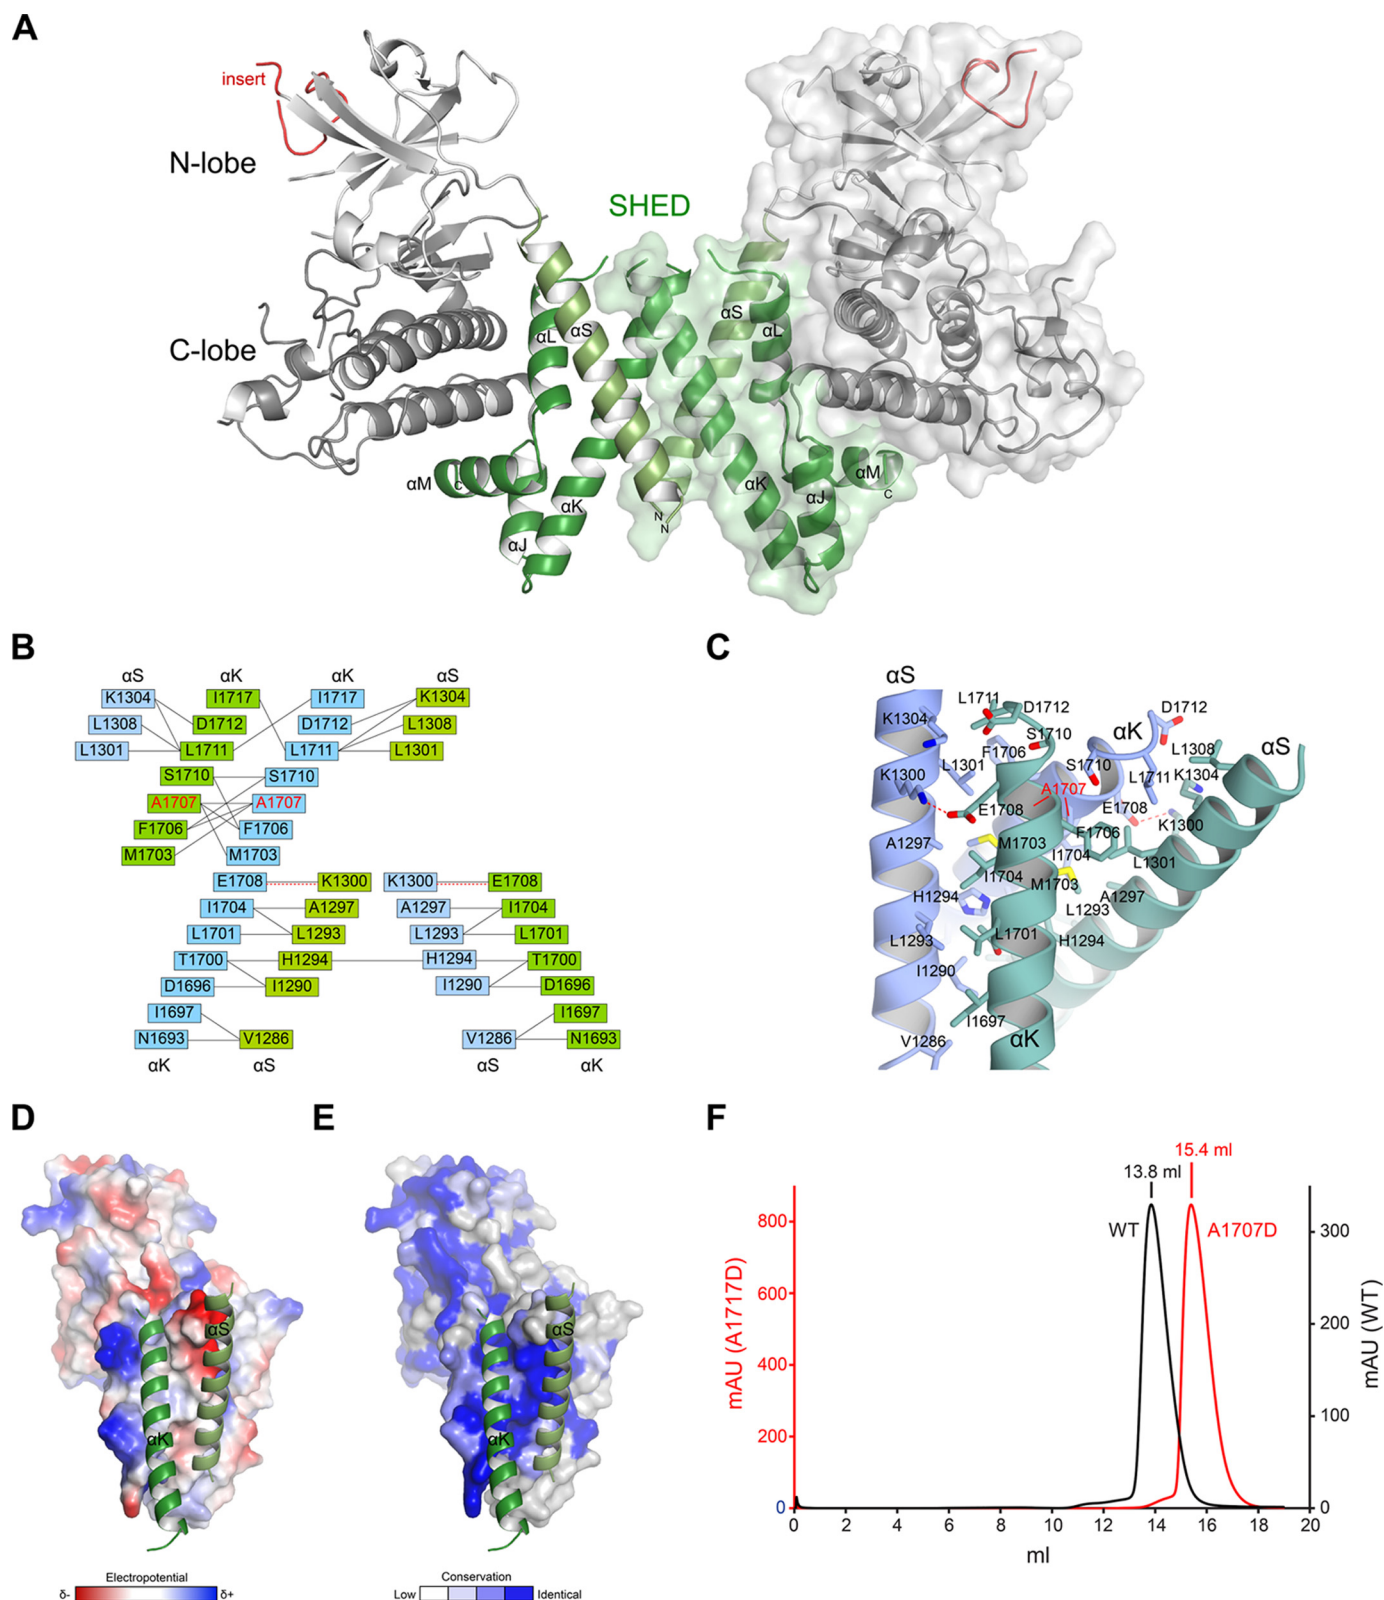 A
insert
N-lobe
SHED
C-lobe
αL αS αS αL
αM c αK αJ N N αK αJ αM C
B
αS αK αK αS
K1304 I1717 I1717 K1304
L1308 D1712 D1712 L1308
L1301 L1711 L1711 L1301
S1710 S1710
A1707 A1707
F1706 F1706
M1703 M1703
E1708 K1300 K1300 E1708
I1704 A1297 A1297 I1704
L1701 L1293 L1293 L1701
T1700 H1294 H1294 T1700
D1696 I1290 I1290 D1696
I1697 I1697
N1693 V1286 V1286 N1693
αK αS αS αK
C
αS
L1711 D1712 D1712
K1304 S1710 αK L1308 αS
F1706 S1710
L1301 L1711 K1304
K1300 A1707
E1708 E1708 K1300
A1297 M1703 F1706
I1704 L1301
I1704 M1703
H1294 L1293 A1297
L1293 L1701 H1294
I1290
I1697
V1286 αK
D
αS
αK
Electropotential
δ- δ+
E
αS
αK
Conservation
Low Identical
F
15.4 ml
13.8 ml
WT A1707D
mAU (A1717D)
800
600
400
200
0
mAU (WT)
300
200
100
0
0 2 4 6 8 10 12 14 16 18 20
ml